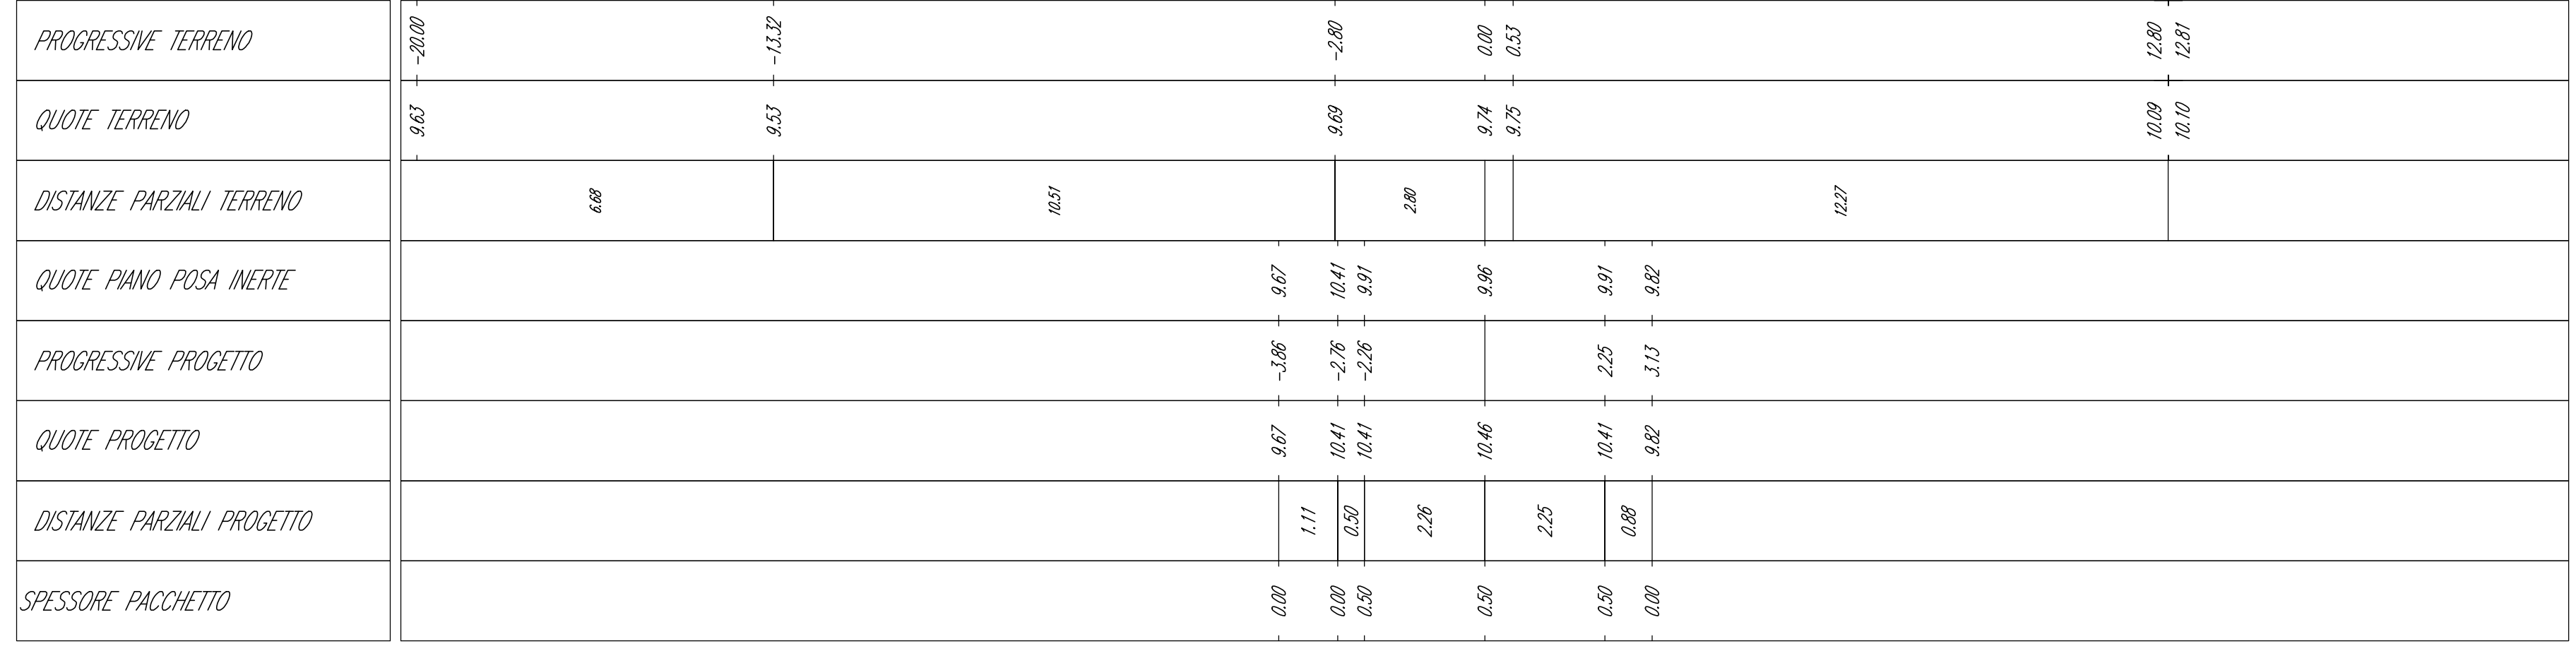 PROGRESSIVE TERRENO -20.00 -13.32 -2.80 0.00 0.53 12.80 12.81
QUOTE TERRENO 9.63 9.53 9.69 9.74 9.75 10.09 10.10
DISTANZE PARZIALI TERRENO 6.68 10.51 2.80 12.27
QUOTE PIANO POSA INERTE 9.67 10.41 9.91 9.96 9.91 9.82
PROGRESSIVE PROGETTO -3.86 -2.76 -2.26 2.25 3.13
QUOTE PROGETTO 9.67 10.41 10.41 10.46 10.41 9.82
DISTANZE PARZIALI PROGETTO 1.11 0.50 2.26 2.25 0.88
SPESSORE PACCHETTO 0.00 0.00 0.50 0.50 0.50 0.00